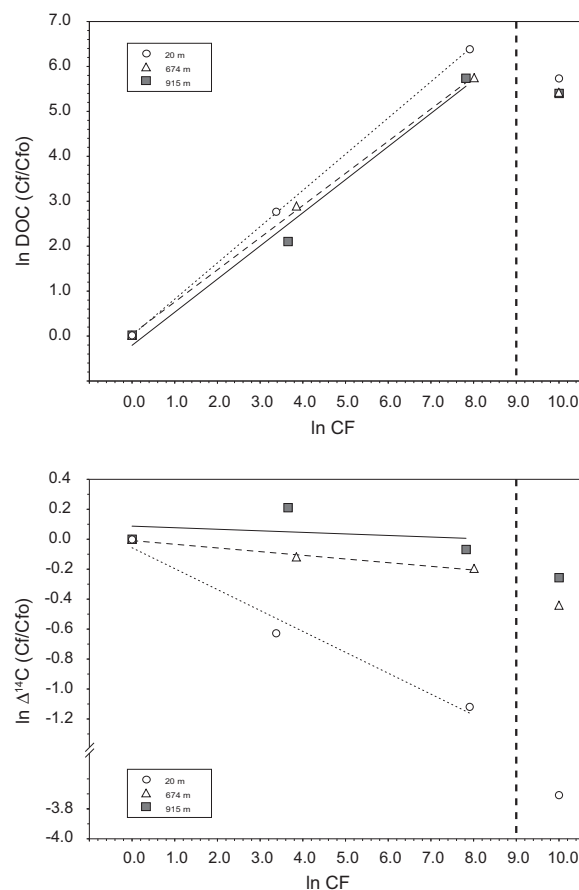 7.0
6.0
5.0
4.0
3.0
2.0
1.0
0.0
ln DOC (Cf/Cfo)
20 m
674 m
915 m
0.0 1.0 2.0 3.0 4.0 5.0 6.0 7.0 8.0 9.0 10.0
ln CF
0.4
0.2
0.0
-0.2
-0.4
-0.6
-0.8
-1.0
-1.2
-3.8
-4.0
ln Δ¹⁴C (Cf/Cfo)
20 m
674 m
915 m
0.0 1.0 2.0 3.0 4.0 5.0 6.0 7.0 8.0 9.0 10.0
ln CF